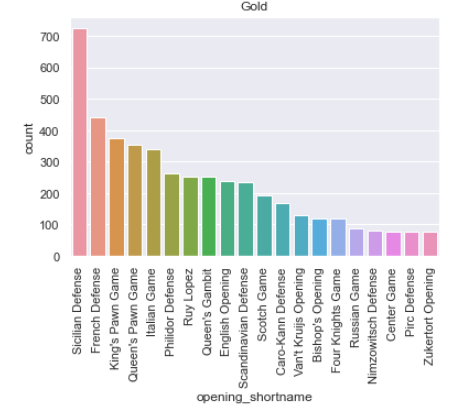 Gold
700
600
500
400
300
200
100
0
count
Sicilian Defense
French Defense
King's Pawn Game
Queen's Pawn Game
Italian Game
Philidor Defense
Ruy Lopez
Queen's Gambit
English Opening
Scandinavian Defense
Scotch Game
Caro-Kann Defense
Van't Kruijs Opening
Bishop's Opening
Four Knights Game
Russian Game
Nimzowitsch Defense
Center Game
Pirc Defense
Zukertort Opening
opening_shortname